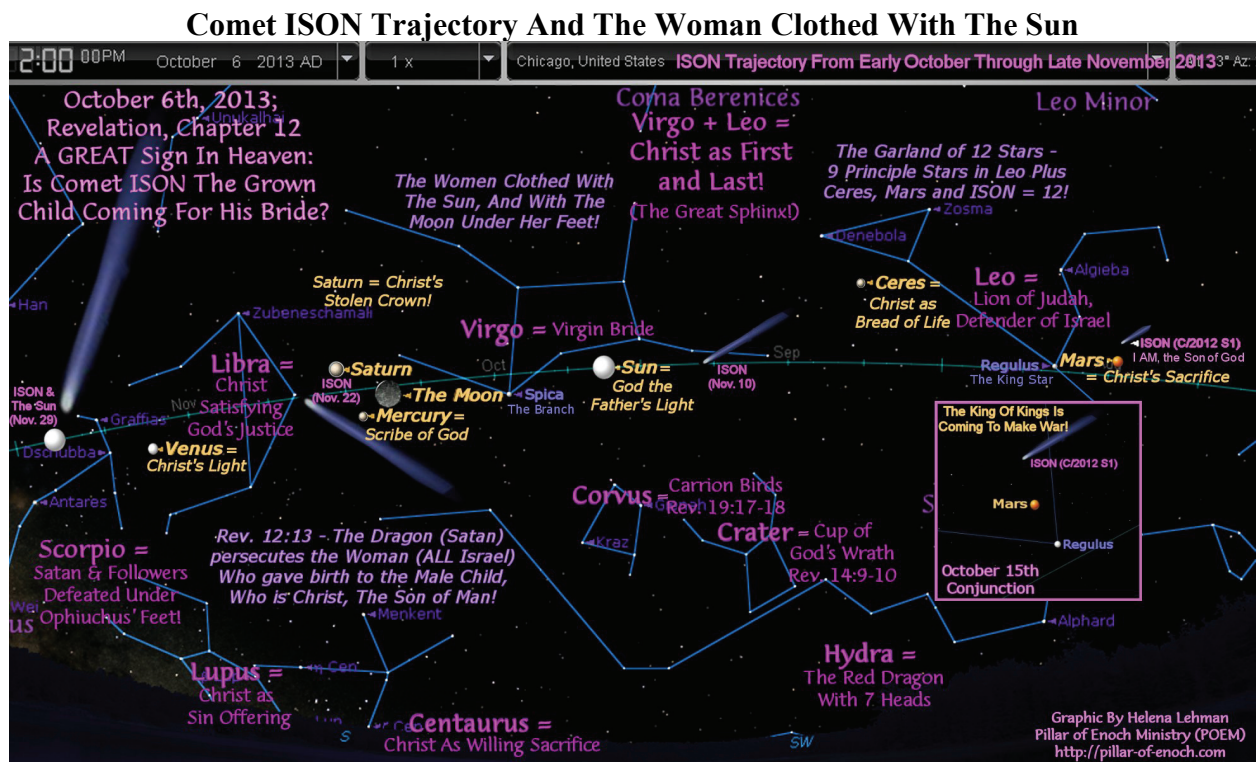 Comet ISON Trajectory And The Woman Clothed With The Sun
2:00 00PM
October 6 2013 AD
1 x
Chicago, United States
ISON Trajectory From Early October Through Late November 2013
Az:
October 6th, 2013;
Revelation, Chapter 12
A GREAT Sign In Heaven:
Is Comet ISON The Grown
Child Coming For His Bride?
Unukalhai
Coma Berenices
Virgo + Leo =
Christ as First
and Last!
(The Great Sphinx!)
Leo Minor
The Women Clothed With
The Sun, And With The
Moon Under Her Feet!
The Garland of 12 Stars -
9 Principle Stars in Leo Plus
Ceres, Mars and ISON = 12!
Zosma
Denebola
Algieba
Han
Saturn = Christ's
Stolen Crown!
Zubeneschamali
Ceres =
Christ as
Bread of Life
Leo =
Lion of Judah,
Defender of Israel
Virgo = Virgin Bride
Libra =
Christ
Satisfying
God's Justice
Saturn
ISON
(Nov. 22)
The Moon
Mercury =
Scribe of God
Oct
Spica
The Branch
Sun =
God the
Father's Light
ISON
(Nov. 10)
Sep
Regulus
The King Star
Mars
= Christ's Sacrifice
ISON (C/2012 S1)
I AM, the Son of God
ISON &
The Sun
(Nov. 29)
Nov
Graffias
Dschubba
Venus =
Christ's Light
Antares
The King Of Kings Is
Coming To Make War!
ISON (C/2012 S1)
Mars
Regulus
October 15th
Conjunction
Corvus =
Carrion Birds
Rev. 19:17-18
Kraz
Crater = Cup of
God's Wrath
Rev. 14:9-10
Scorpio =
Satan & Followers
Defeated Under
Ophiuchus' Feet!
Rev. 12:13 - The Dragon (Satan)
persecutes the Woman (ALL Israel)
Who gave birth to the Male Child,
Who is Christ, The Son of Man!
Menkent
Alphard
Lupus =
Christ as
Sin Offering
Cen
Hydra =
The Red Dragon
With 7 Heads
Centaurus =
Christ As Willing Sacrifice
S
SW
Graphic By Helena Lehman
Pillar of Enoch Ministry (POEM)
http://pillar-of-enoch.com